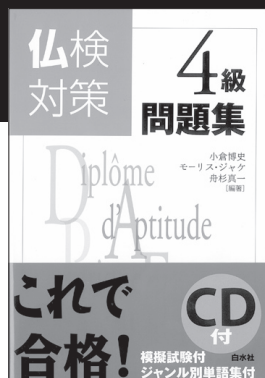 仏検
対策
4級
問題集
小倉博史
モーリス・ジャケ
舟杉真一
[編著]
Diplôme
d'Aptitude
D
これで
合格!
CD
付
模擬試験付
ジャンル別単語集付
白水社